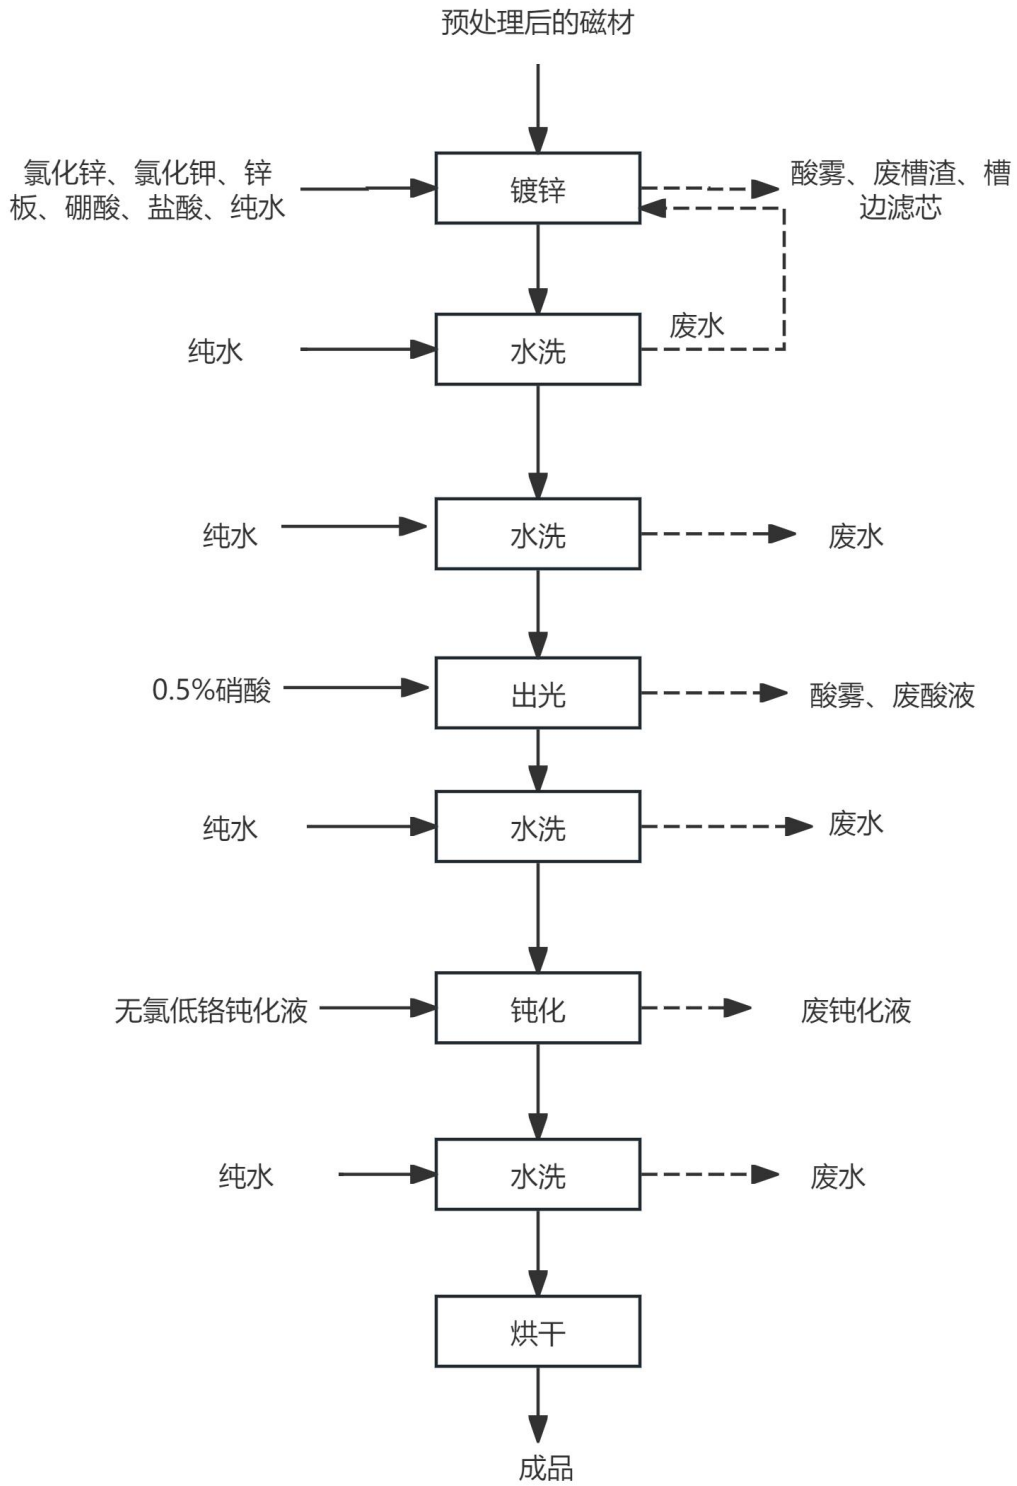 预处理后的磁材
氯化锌、氯化钾、锌
板、硼酸、盐酸、纯水
镀锌
酸雾、废槽渣、槽
边滤芯
废水
纯水
水洗
纯水
水洗
废水
0.5%硝酸
出光
酸雾、废酸液
纯水
水洗
废水
无氯低铬钝化液
钝化
废钝化液
纯水
水洗
废水
烘干
成品